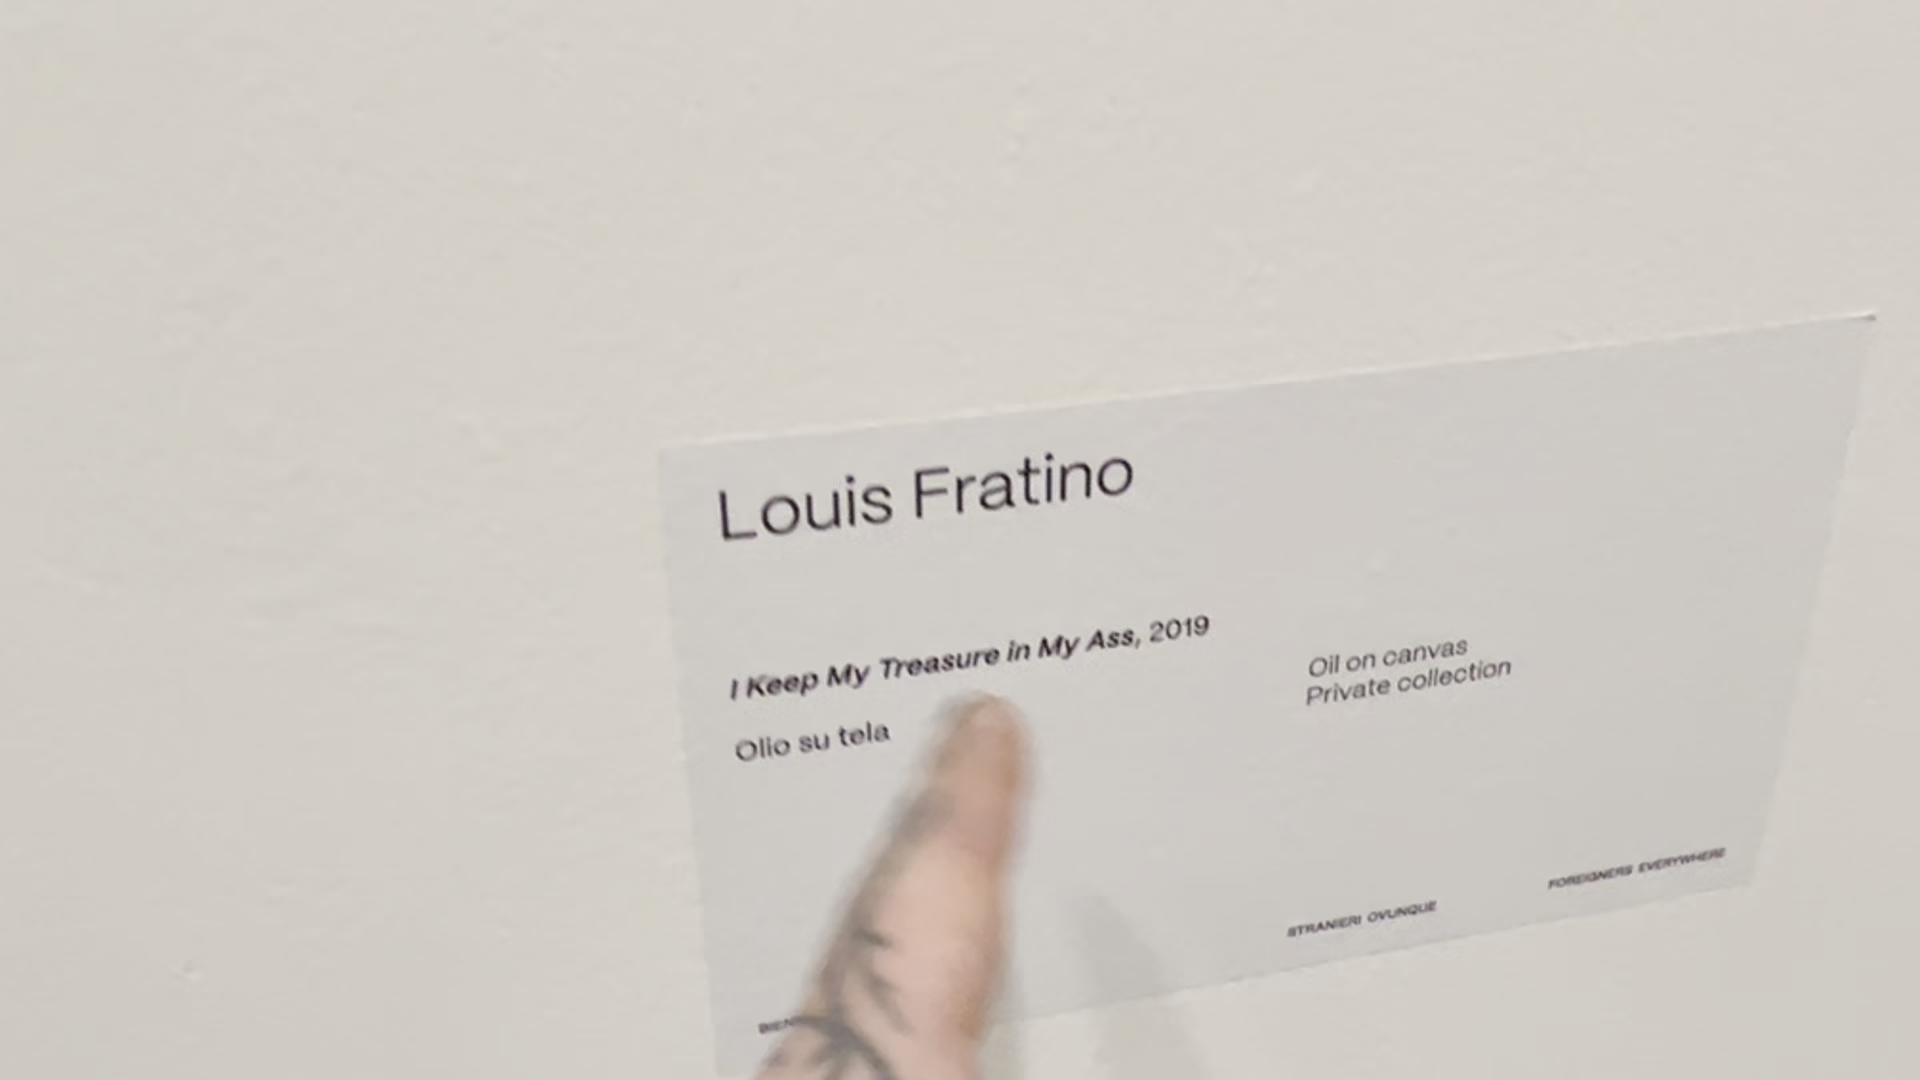 Louis Fratino
I Keep My Treasure in My Ass, 2019
Olio su tela
Oil on canvas
Private collection
STRANIERI OVUNQUE
FOREIGNERS EVERYWHERE